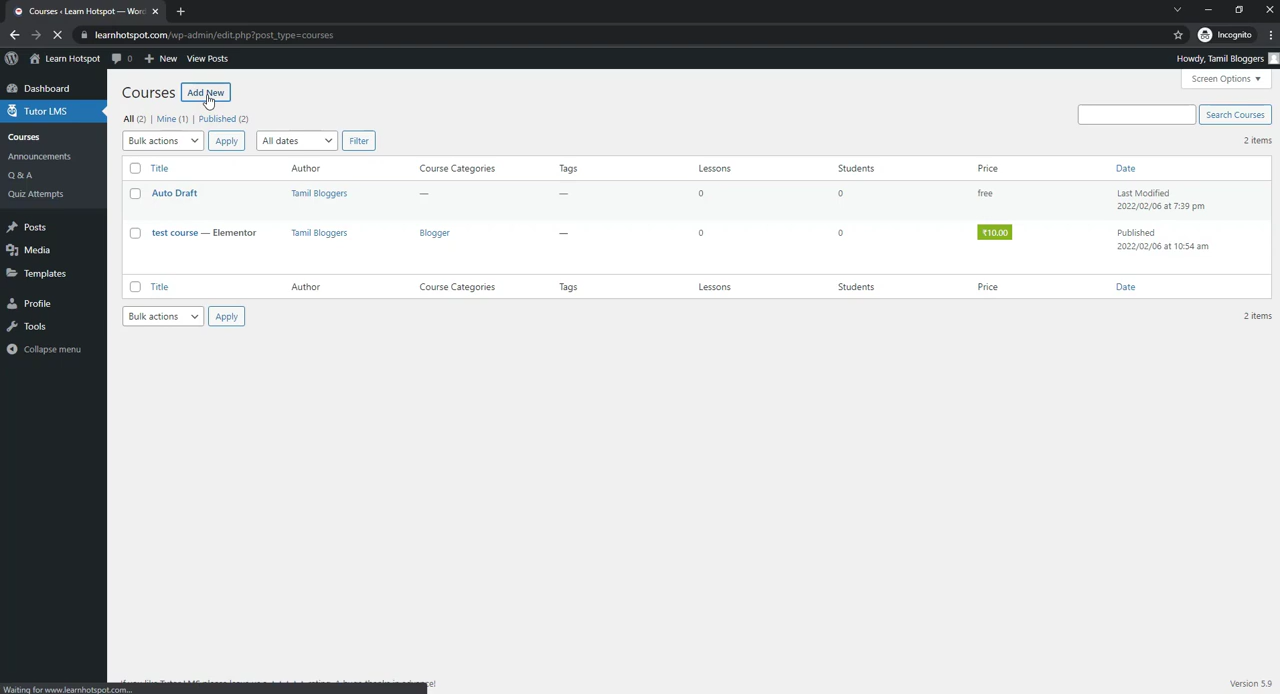 Courses ‹ Learn Hotspot — Word
learnhotspot.com/wp-admin/edit.php?post_type=courses
Incognito
Learn Hotspot
0
New
View Posts
Howdy, Tamil Bloggers
Dashboard
Tutor LMS
Courses
Announcements
Q & A
Quiz Attempts
Posts
Media
Templates
Profile
Tools
Collapse menu
Screen Options
Courses
Add New
All (2) | Mine (1) | Published (2)
Search Courses
Bulk actions
Apply
All dates
Filter
2 items
Title Author Course Categories Tags Lessons Students Price Date
Auto Draft Tamil Bloggers — — 0 0 free Last Modified
2022/02/06 at 7:39 pm
test course — Elementor Tamil Bloggers Blogger — 0 0 ₹10.00 Published
2022/02/06 at 10:54 am
Title Author Course Categories Tags Lessons Students Price Date
Bulk actions
Apply
2 items
Waiting for www.learnhotspot.com...
Version 5.9